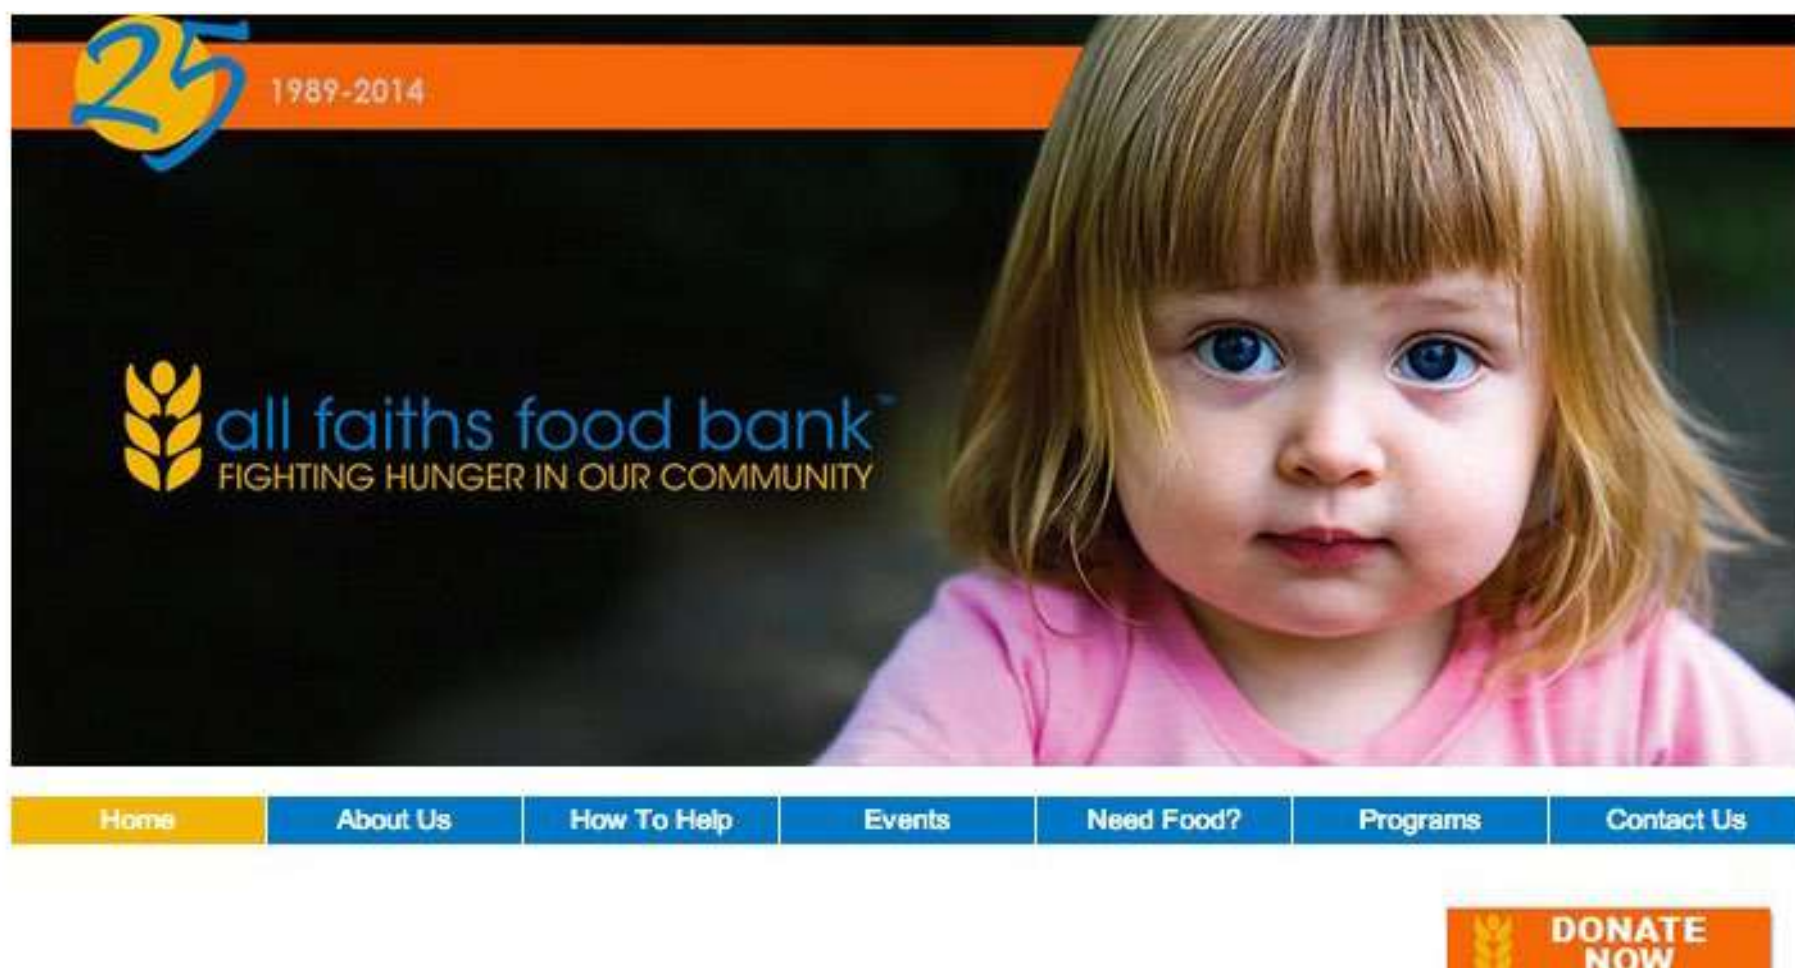 25
1989-2014
all faiths food bank™
FIGHTING HUNGER IN OUR COMMUNITY
Home About Us How To Help Events Need Food? Programs Contact Us
DONATE
NOW